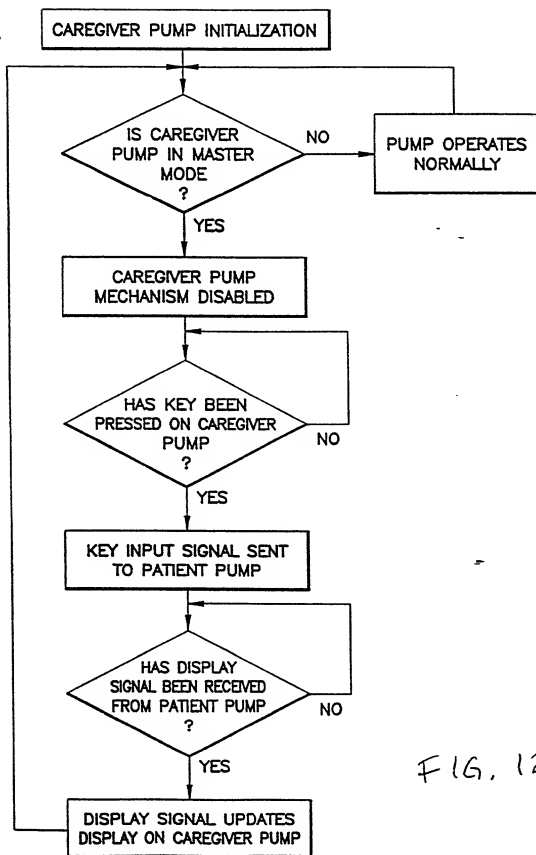 CAREGIVER PUMP INITIALIZATION
IS CAREGIVER
PUMP IN MASTER
MODE
?
NO
PUMP OPERATES
NORMALLY
YES
CAREGIVER PUMP
MECHANISM DISABLED
HAS KEY BEEN
PRESSED ON CAREGIVER
PUMP
?
NO
YES
KEY INPUT SIGNAL SENT
TO PATIENT PUMP
HAS DISPLAY
SIGNAL BEEN RECEIVED
FROM PATIENT PUMP
?
NO
YES
DISPLAY SIGNAL UPDATES
DISPLAY ON CAREGIVER PUMP
FIG. 12